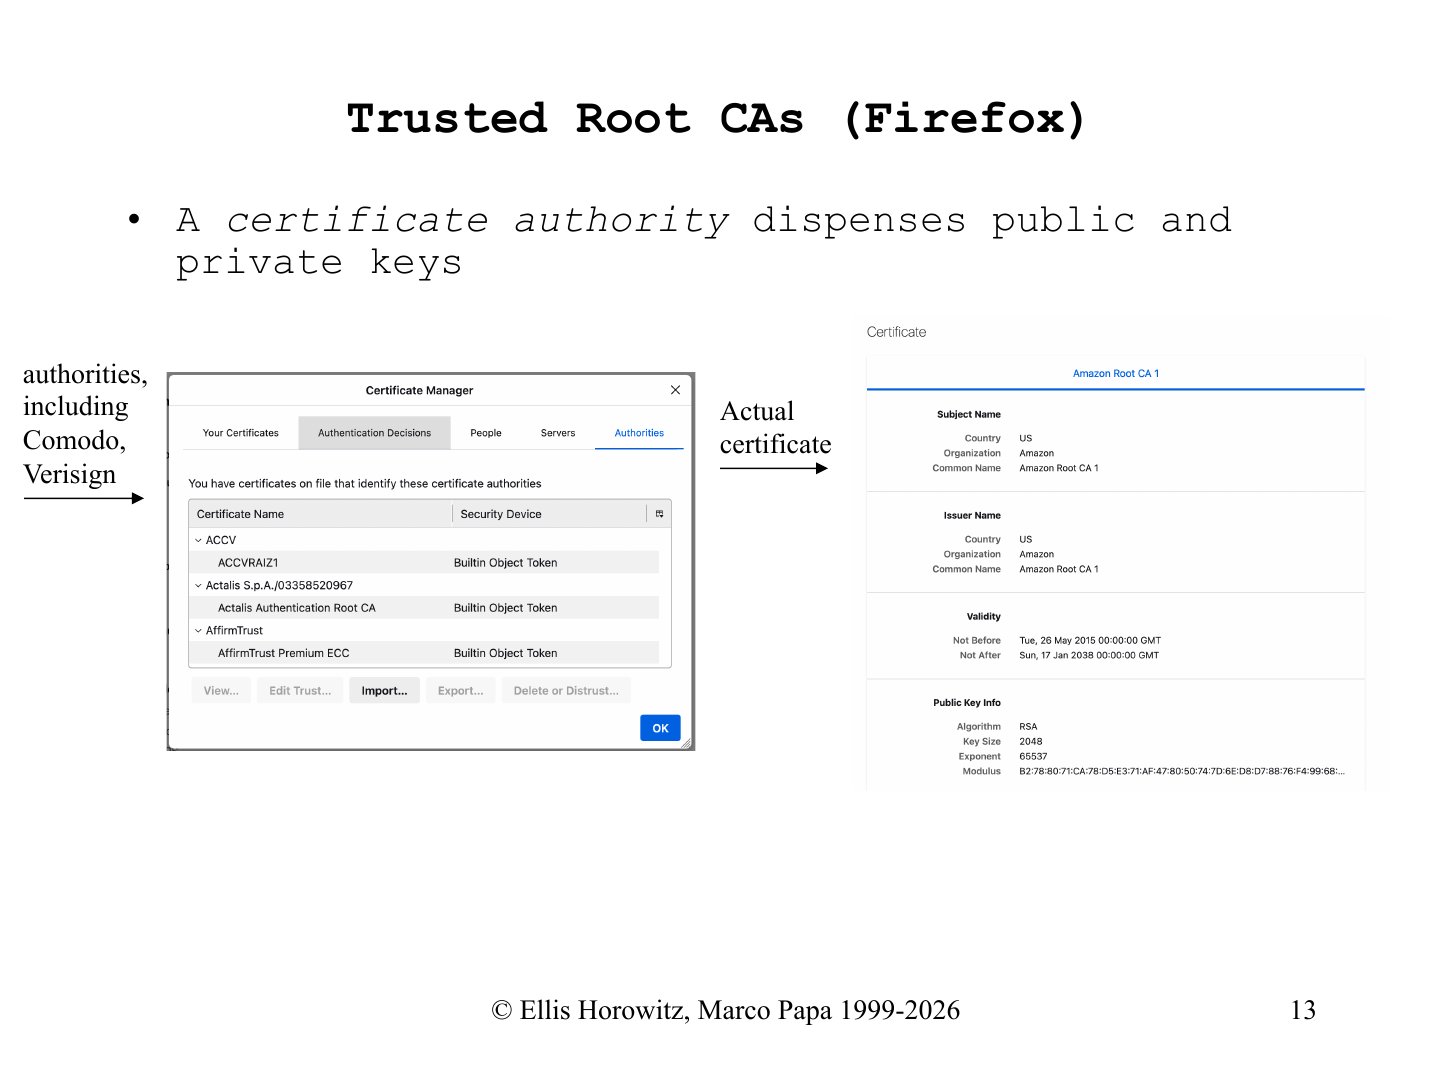 Trusted Root CAs (Firefox)
• A certificate authority dispenses public and
private keys
authorities,
including
Comodo,
Verisign
Certificate Manager
Your Certificates Authentication Decisions People Servers Authorities
You have certificates on file that identify these certificate authorities
Certificate Name Security Device
ACCV
ACCVRAIZ1 Builtin Object Token
Actalis S.p.A./03358520967
Actalis Authentication Root CA Builtin Object Token
AffirmTrust
AffirmTrust Premium ECC Builtin Object Token
View... Edit Trust... Import... Export... Delete or Distrust...
OK
Actual
certificate
Certificate
Amazon Root CA 1
Subject Name
Country US
Organization Amazon
Common Name Amazon Root CA 1
Issuer Name
Country US
Organization Amazon
Common Name Amazon Root CA 1
Validity
Not Before Tue, 26 May 2015 00:00:00 GMT
Not After Sun, 17 Jan 2038 00:00:00 GMT
Public Key Info
Algorithm RSA
Key Size 2048
Exponent 65537
Modulus B2:78:80:71:CA:78:D5:E3:71:AF:47:80:50:74:7D:6E:D8:D7:88:76:F4:99:68:...
© Ellis Horowitz, Marco Papa 1999-2026
13